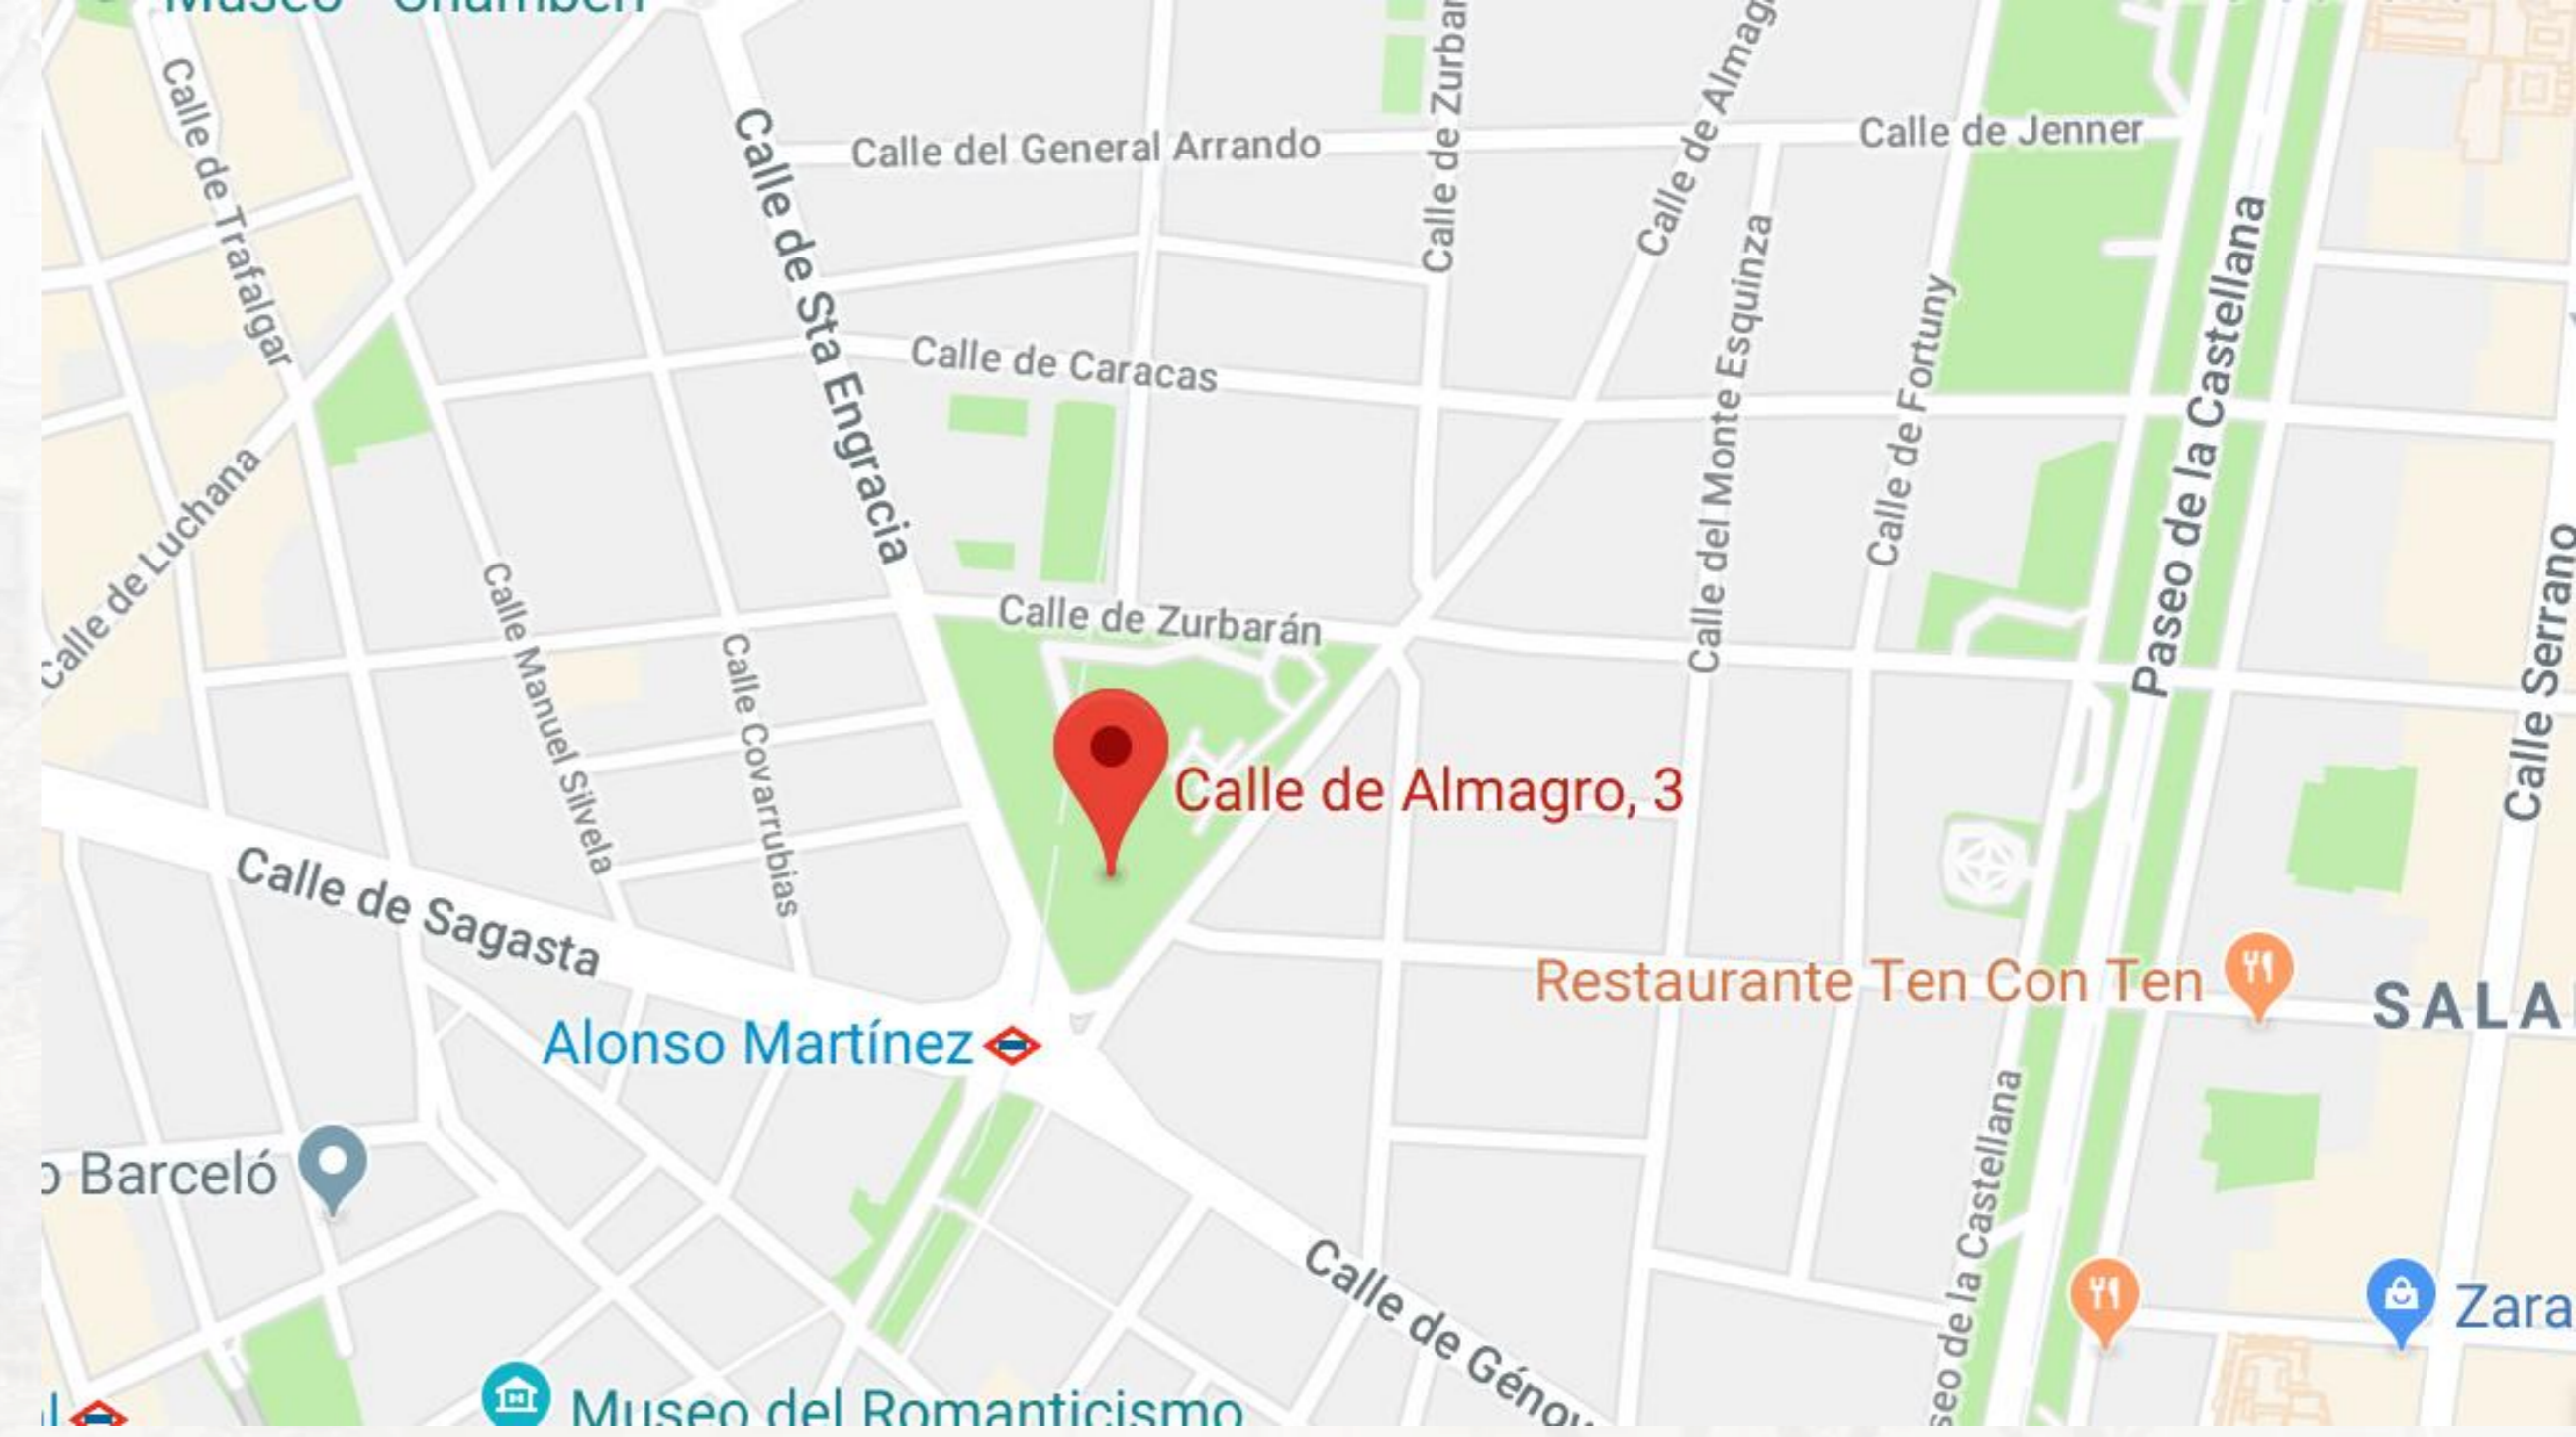 Museo Chamberí
Calle de Trafalgar
Calle de Sta Engracia
Calle del General Arrando
Calle de Zurbar
Calle de Almag
Calle de Jenner
Calle de Caracas
Calle del Monte Esquinza
Calle de Fortuny
Paseo de la Castellana
Calle de Luchana
Calle Manuel Silvela
Calle Covarrubias
Calle de Zurbarán
Calle Serrano
Calle de Almagro, 3
Calle de Sagasta
Restaurante Ten Con Ten
SALA
Alonso Martínez
o Barceló
seo de la Castellana
Calle de Génov
Zara
Museo del Romanticismo
l